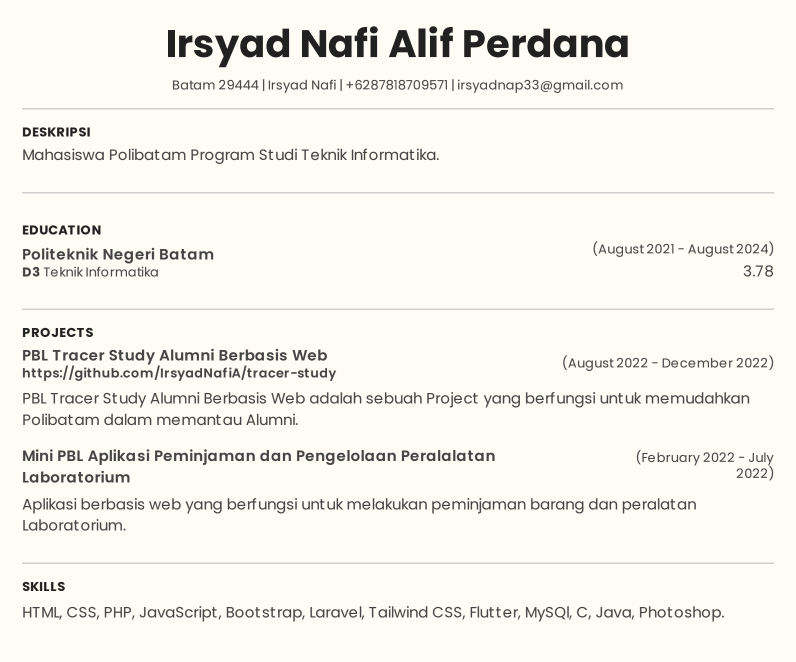 Irsyad Nafi Alif Perdana
Batam 29444 | Irsyad Nafi | +6287818709571 | irsyadnap33@gmail.com
DESKRIPSI
Mahasiswa Polibatam Program Studi Teknik Informatika.
EDUCATION
Politeknik Negeri Batam
(August 2021 - August 2024)
D3 Teknik Informatika
3.78
PROJECTS
PBL Tracer Study Alumni Berbasis Web
(August 2022 - December 2022)
https://github.com/IrsyadNafiA/tracer-study
PBL Tracer Study Alumni Berbasis Web adalah sebuah Project yang berfungsi untuk memudahkan
Polibatam dalam memantau Alumni.
Mini PBL Aplikasi Peminjaman dan Pengelolaan Peralalatan
Laboratorium
(February 2022 - July
2022)
Aplikasi berbasis web yang berfungsi untuk melakukan peminjaman barang dan peralatan
Laboratorium.
SKILLS
HTML, CSS, PHP, JavaScript, Bootstrap, Laravel, Tailwind CSS, Flutter, MySQl, C, Java, Photoshop.